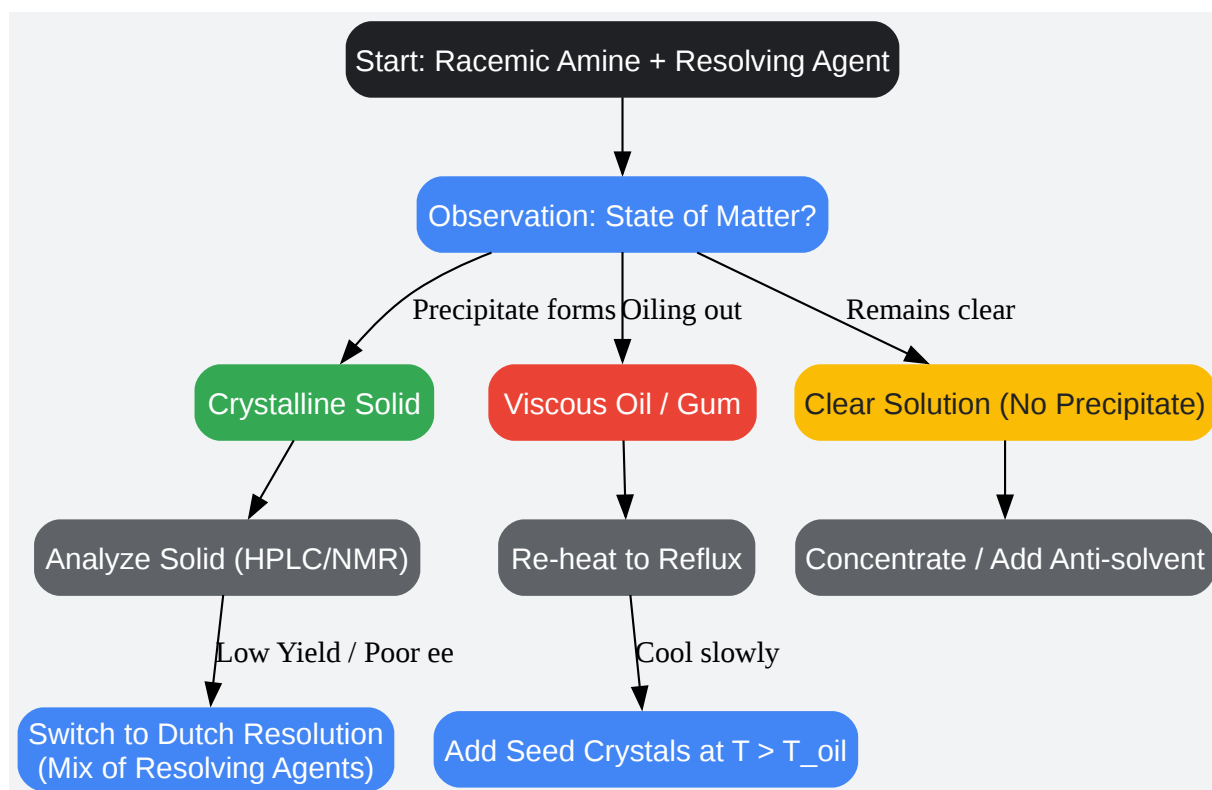 Start: Racemic Amine + Resolving Agent
Observation: State of Matter?
Precipitate forms
Oiling out
Remains clear
Crystalline Solid
Viscous Oil / Gum
Clear Solution (No Precipitate)
Analyze Solid (HPLC/NMR)
Re-heat to Reflux
Concentrate / Add Anti-solvent
Low Yield / Poor ee
Cool slowly
Switch to Dutch Resolution
(Mix of Resolving Agents)
Add Seed Crystals at T > T_oil